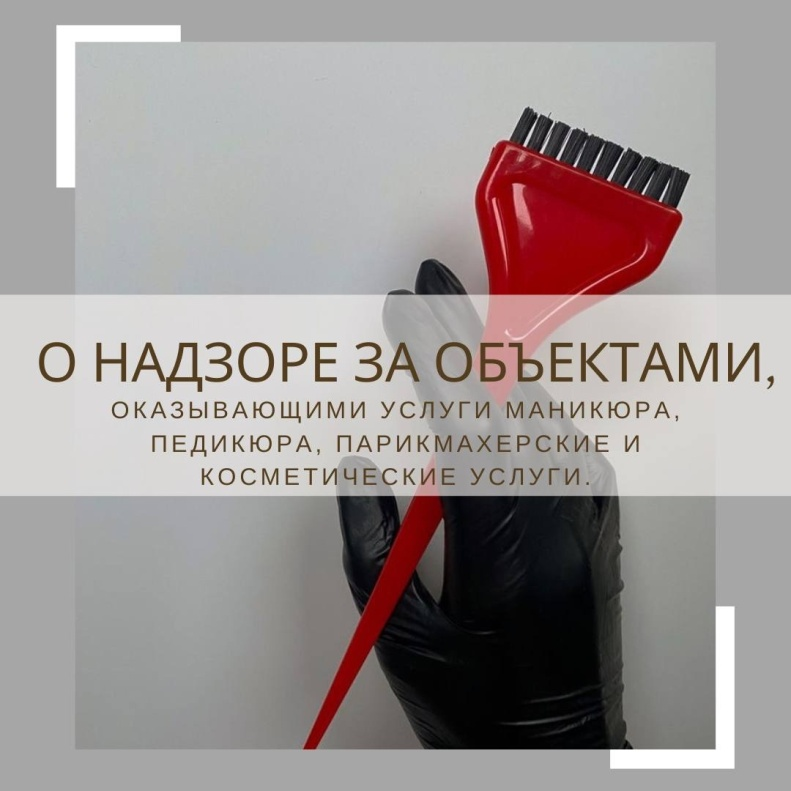 О НАДЗОРЕ ЗА ОБЪЕКТАМИ,
ОКАЗЫВАЮЩИМИ УСЛУГИ МАНИКЮРА,
ПЕДИКЮРА, ПАРИКМАХЕРСКИЕ И
КОСМЕТИЧЕСКИЕ УСЛУГИ.